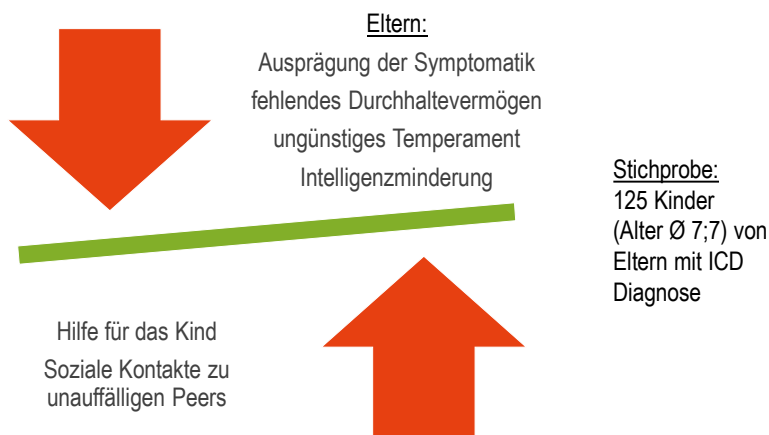 Eltern:
Ausprägung der Symptomatik
fehlendes Durchhaltevermögen
ungünstiges Temperament
Intelligenzminderung
Stichprobe:
125 Kinder
(Alter Ø 7;7) von
Eltern mit ICD
Diagnose
Hilfe für das Kind
Soziale Kontakte zu
unauffälligen Peers